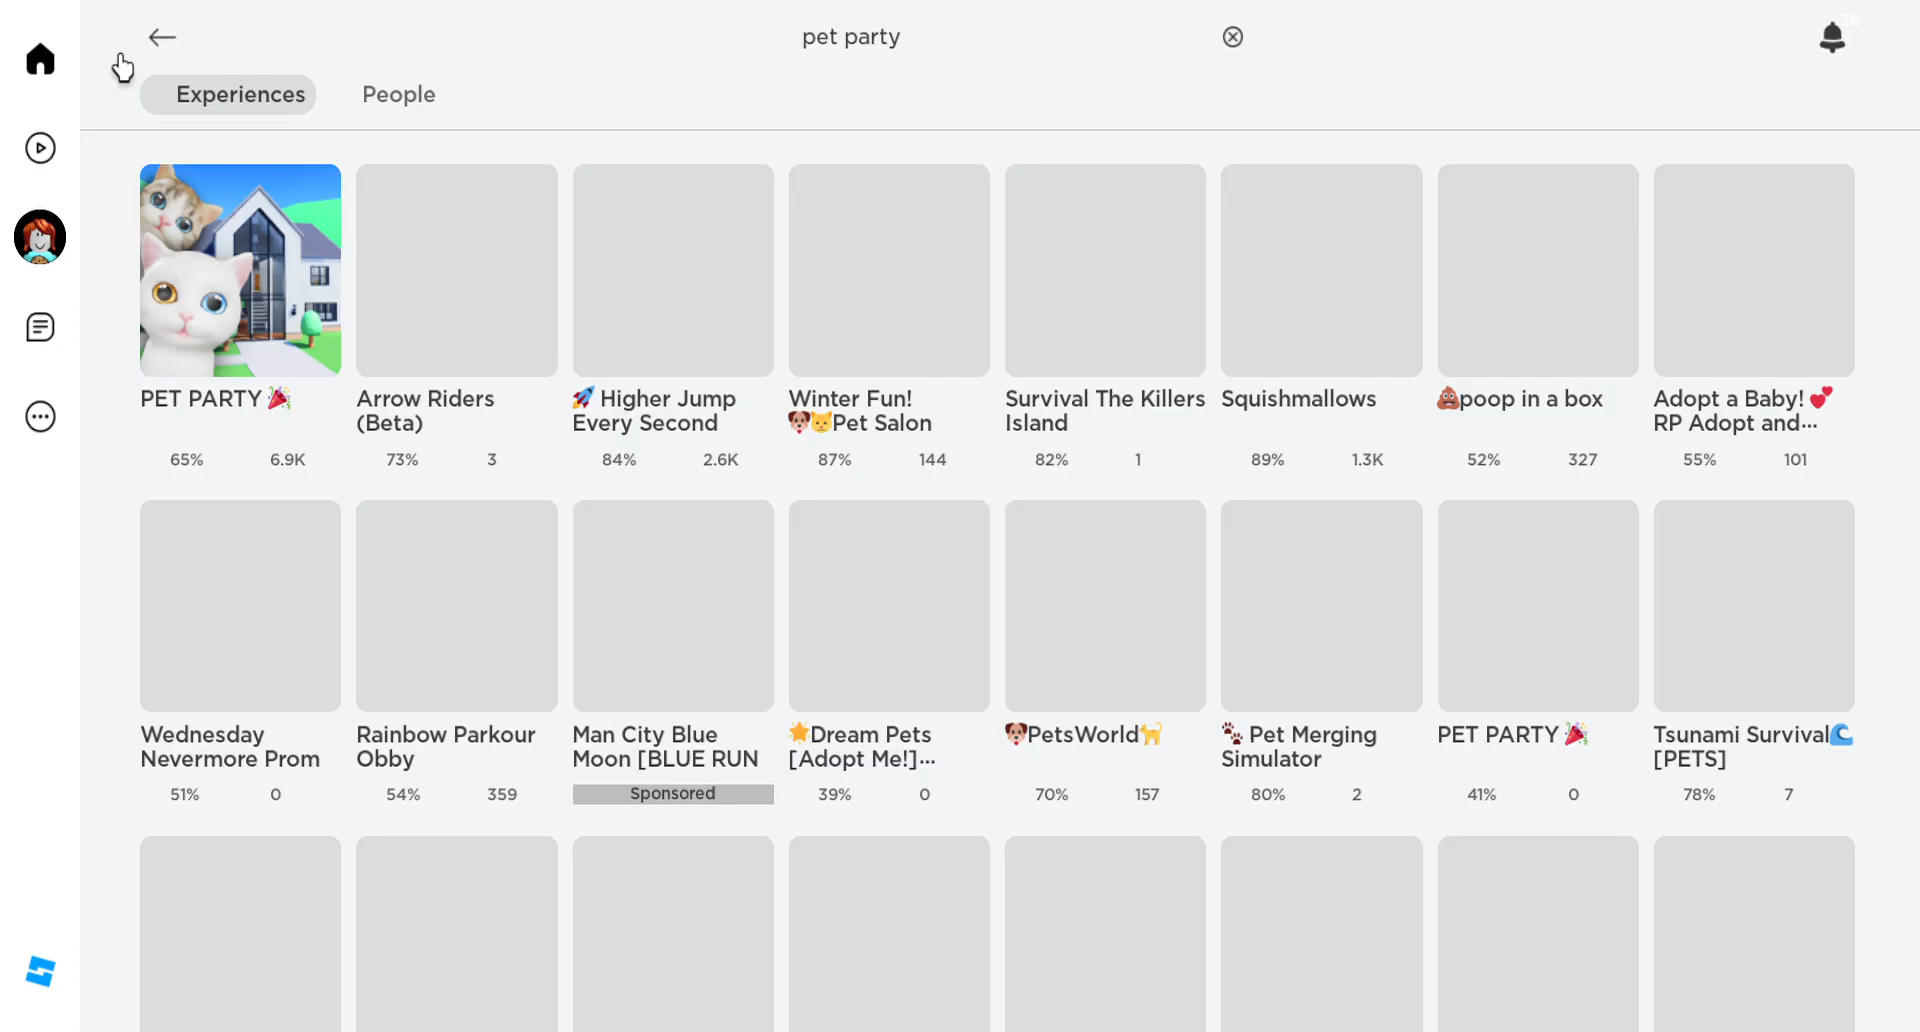 pet party
36
Experiences
People
PET PARTY🎉
65% 6.9K
Arrow Riders
(Beta)
73% 3
🚀 Higher Jump
Every Second
84% 2.6K
Winter Fun!
🐶🐱Pet Salon
87% 144
Survival The Killers
Island
82% 1
Squishmallows
89% 1.3K
💩poop in a box
52% 327
Adopt a Baby! 💕
RP Adopt and...
55% 101
Wednesday
Nevermore Prom
51% 0
Rainbow Parkour
Obby
54% 359
Man City Blue
Moon [BLUE RUN
Sponsored
🌟Dream Pets
[Adopt Me!]...
39% 0
🐶PetsWorld🐈
70% 157
🐾 Pet Merging
Simulator
80% 2
PET PARTY 🎉
41% 0
Tsunami Survival🌊
[PETS]
78% 7